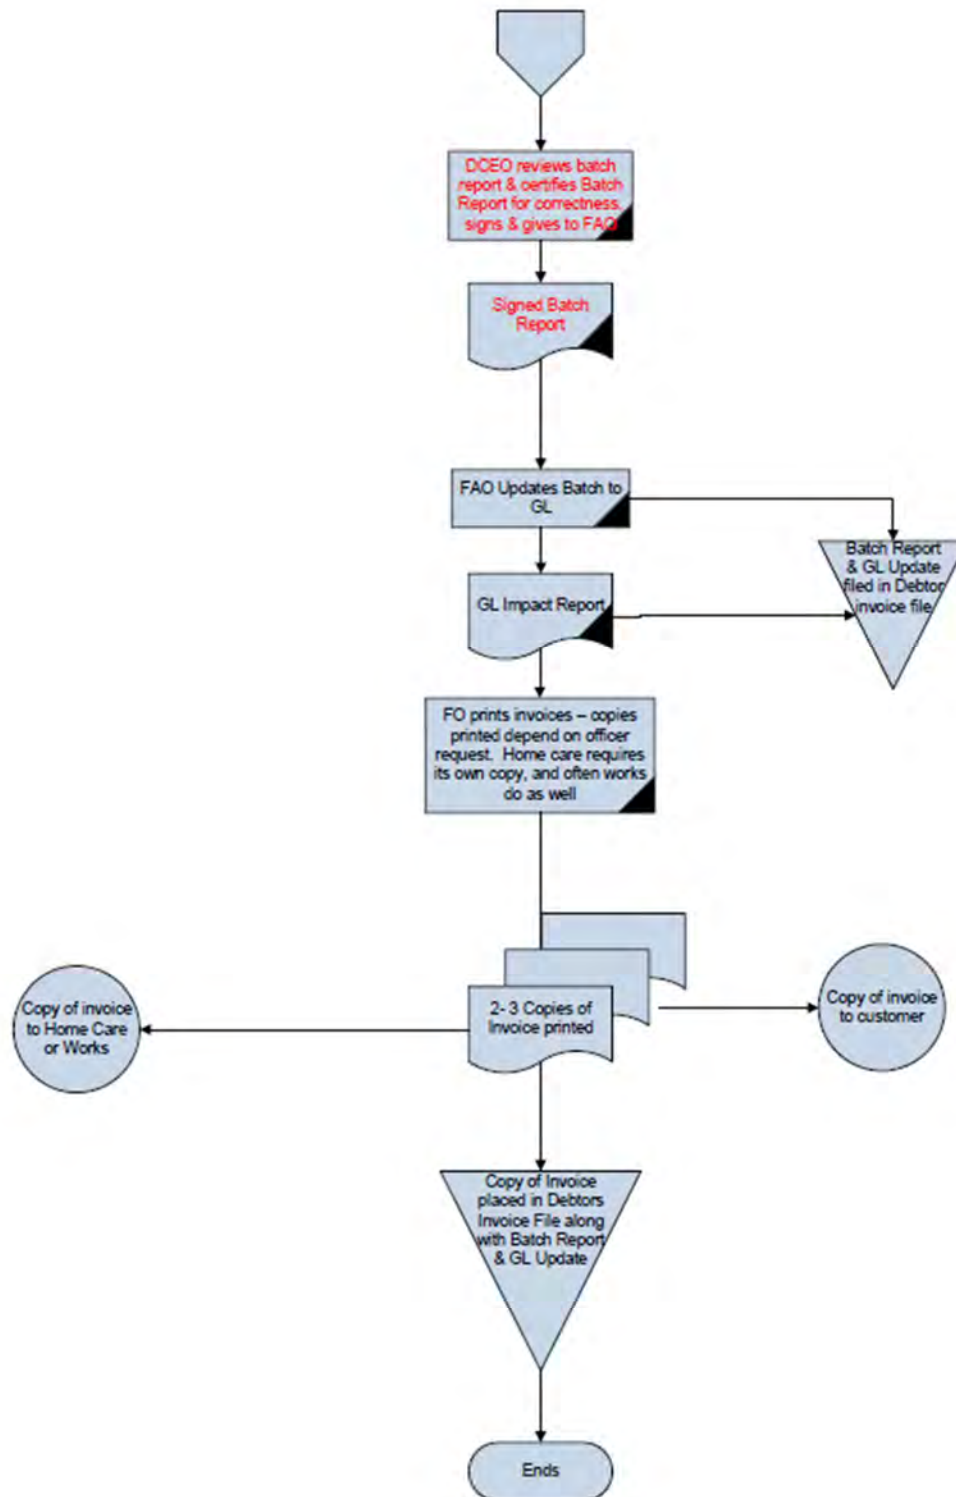 DCEO reviews batch
report & certifies Batch
Report for correctness,
signs & gives to FAO
Signed Batch
Report
FAO Updates Batch to
GL
Batch Report
& GL Update
filed in Debtor
invoice file
GL Impact Report
FO prints invoices – copies
printed depend on officer
request. Home care requires
its own copy, and often works
do as well
Copy of invoice
to Home Care
or Works
2- 3 Copies of
Invoice printed
Copy of invoice
to customer
Copy of Invoice
placed in Debtors
Invoice File along
with Batch Report
& GL Update
Ends